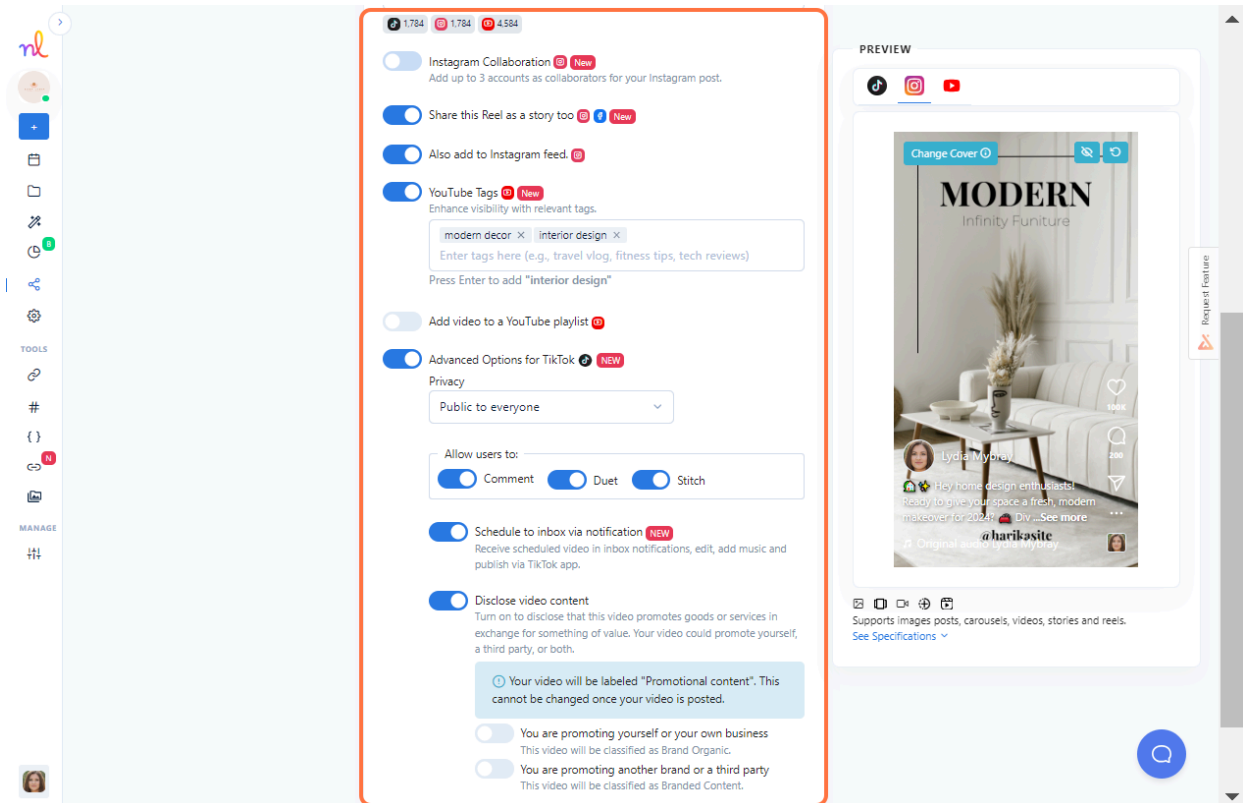 nl
+
8
TOOLS
#
{ }
N
MANAGE
1,784 1,784 4,584
Instagram Collaboration New
Add up to 3 accounts as collaborators for your Instagram post.
Share this Reel as a story too New
Also add to Instagram feed.
YouTube Tags New
Enhance visibility with relevant tags.
modern decor × interior design ×
Enter tags here (e.g., travel vlog, fitness tips, tech reviews)
Press Enter to add "interior design"
Add video to a YouTube playlist
Advanced Options for TikTok NEW
Privacy
Public to everyone
Allow users to:
Comment Duet Stitch
Schedule to inbox via notification NEW
Receive scheduled video in inbox notifications, edit, add music and
publish via TikTok app.
Disclose video content
Turn on to disclose that this video promotes goods or services in
exchange for something of value. Your video could promote yourself,
a third party, or both.
Your video will be labeled "Promotional content". This
cannot be changed once your video is posted.
You are promoting yourself or your own business
This video will be classified as Brand Organic.
You are promoting another brand or a third party
This video will be classified as Branded Content.
PREVIEW
Change Cover
MODERN
Infinity Funiture
100K
200
Lydia Mybray
Hey home design enthusiasts!
Ready to give your space a fresh, modern
makeover for 2024? Div ...See more
@harikasite
Original audio Lydia Mybray
Supports images posts, carousels, videos, stories and reels.
See Specifications
Request Feature